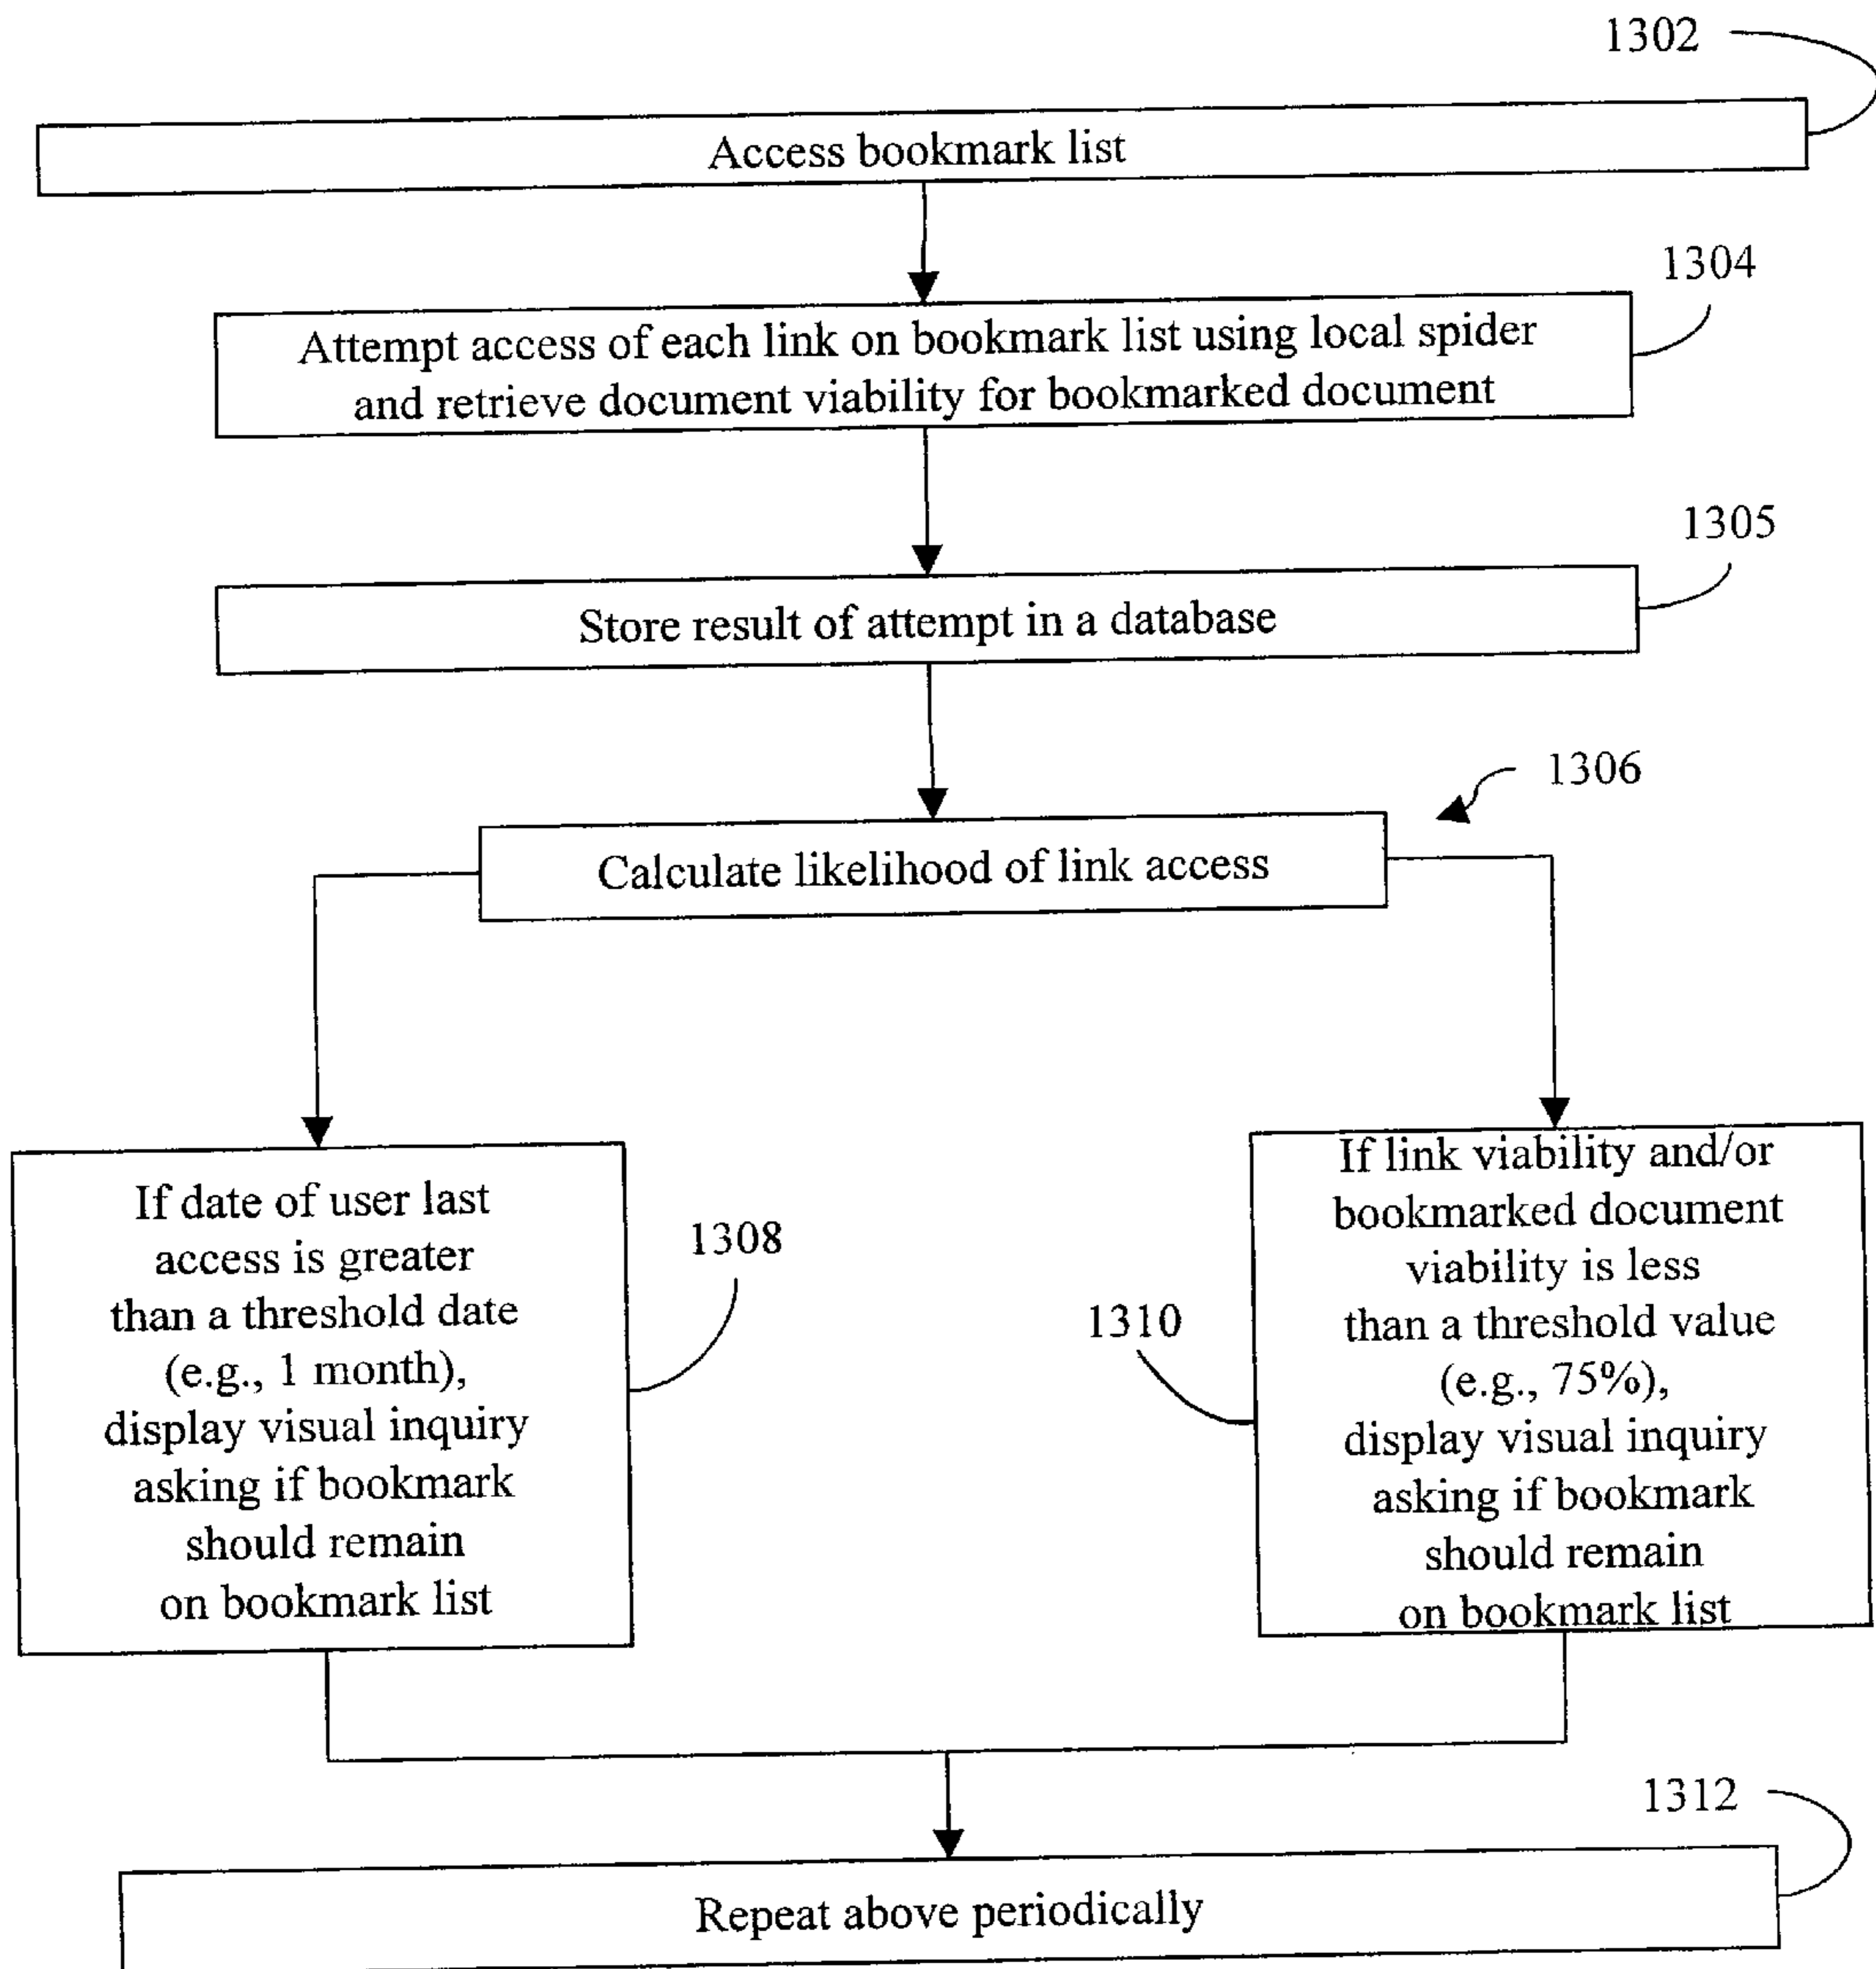 1302
Access bookmark list
1304
Attempt access of each link on bookmark list using local spider
and retrieve document viability for bookmarked document
1305
Store result of attempt in a database
1306
Calculate likelihood of link access
If date of user last
access is greater
than a threshold date
(e.g., 1 month),
display visual inquiry
asking if bookmark
should remain
on bookmark list
1308
1310
If link viability and/or
bookmarked document
viability is less
than a threshold value
(e.g., 75%),
display visual inquiry
asking if bookmark
should remain
on bookmark list
1312
Repeat above periodically